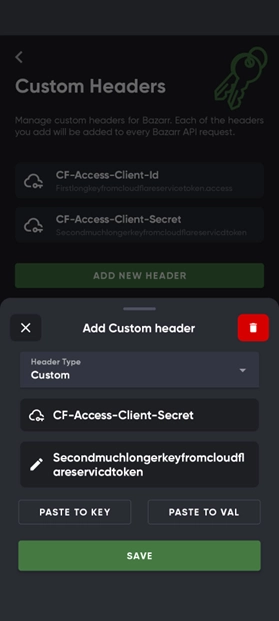 Custom Headers
Manage custom headers for Bazarr. Each of the headers
you add will be added to every Bazarr API request.
CF-Access-Client-Id
Firstlongkeyfromcloudflareservicetoken.access
CF-Access-Client-Secret
Secondmuchlongerkeyfromcloudflareservicdtoken
ADD NEW HEADER
Add Custom header
Header Type
Custom
CF-Access-Client-Secret
Secondmuchlongerkeyfromcloudfl
areservicdtoken
PASTE TO KEY
PASTE TO VAL
SAVE